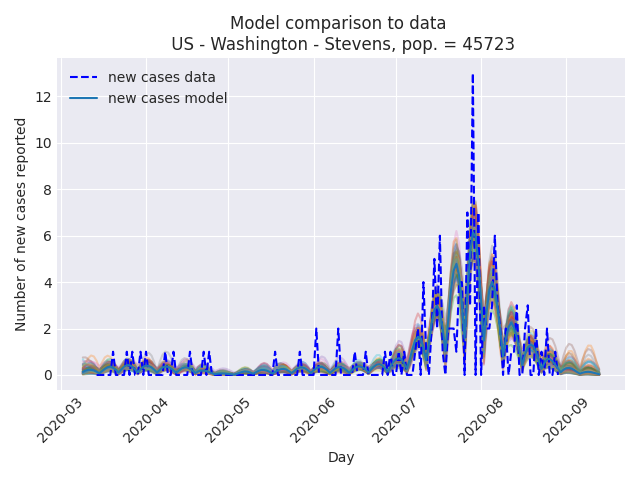 Model comparison to data
US - Washington - Stevens, pop. = 45723
new cases data
new cases model
Number of new cases reported
12
10
8
6
4
2
0
2020-03
2020-04
2020-05
2020-06
2020-07
2020-08
2020-09
Day